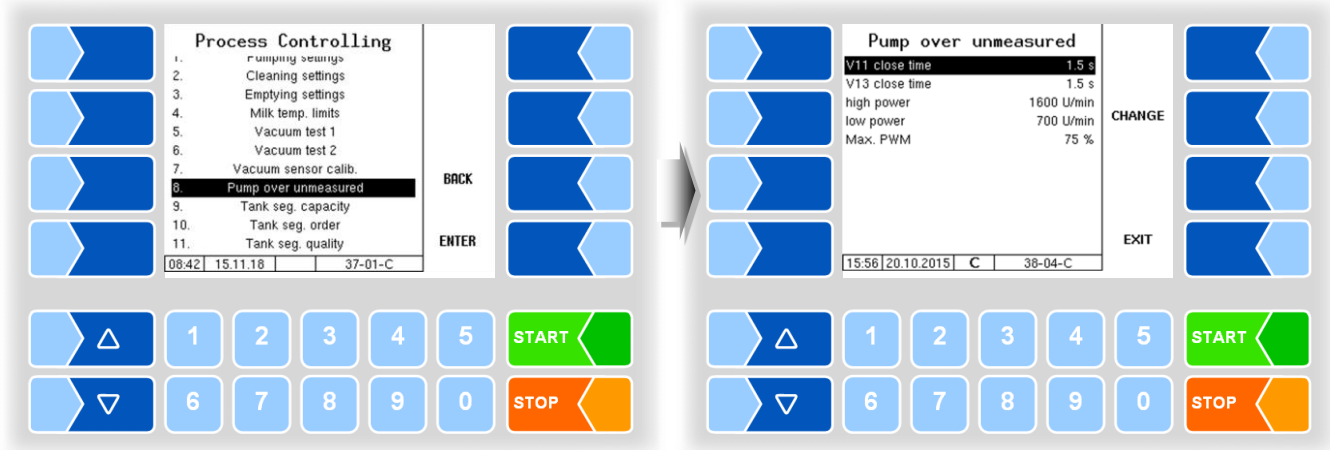 Process Controlling
1. Pumping settings
2. Cleaning settings
3. Emptying settings
4. Milk temp. limits
5. Vacuum test 1
6. Vacuum test 2
7. Vacuum sensor calib.
8. Pump over unmeasured
9. Tank seg. capacity
10. Tank seg. order
11. Tank seg. quality
BACK
ENTER
08:42 15.11.18 37-01-C
1 2 3 4 5 START
6 7 8 9 0 STOP
Pump over unmeasured
V11 close time 1.5 s
V13 close time 1.5 s
high power 1600 U/min
low power 700 U/min
Max. PWM 75 %
CHANGE
EXIT
15:56 20.10.2015 C 38-04-C
1 2 3 4 5 START
6 7 8 9 0 STOP